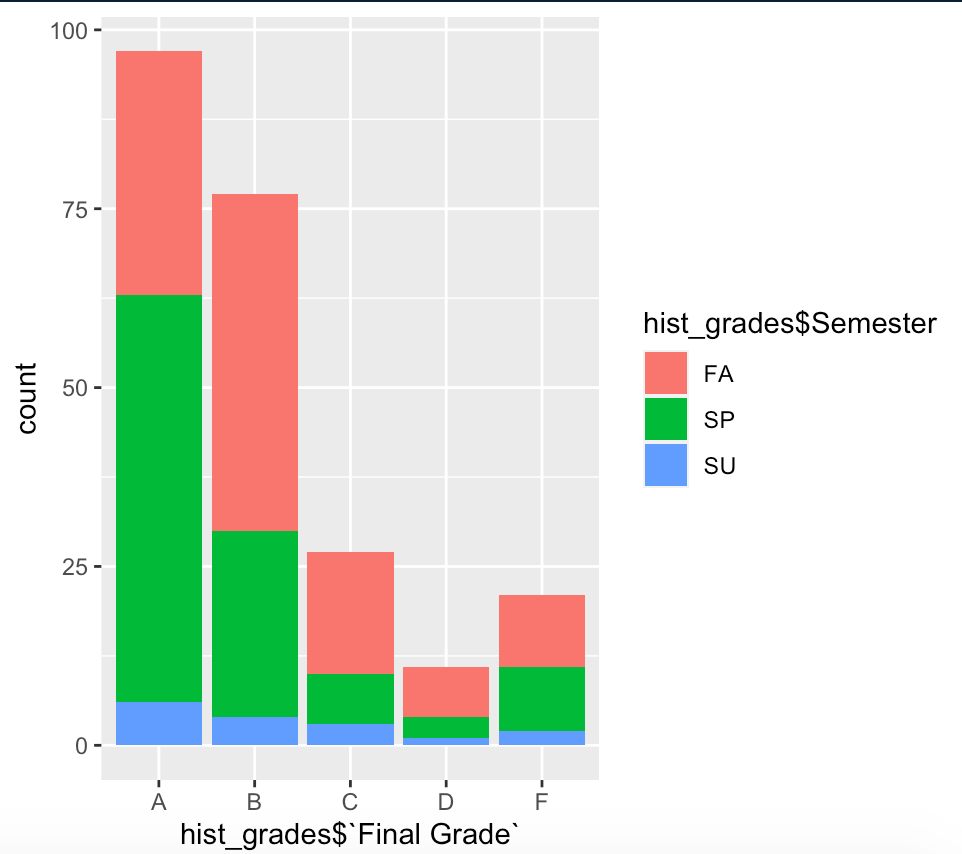 100
75
50
25
0
count
A B C D F
hist_grades$`Final Grade`
hist_grades$Semester
FA
SP
SU